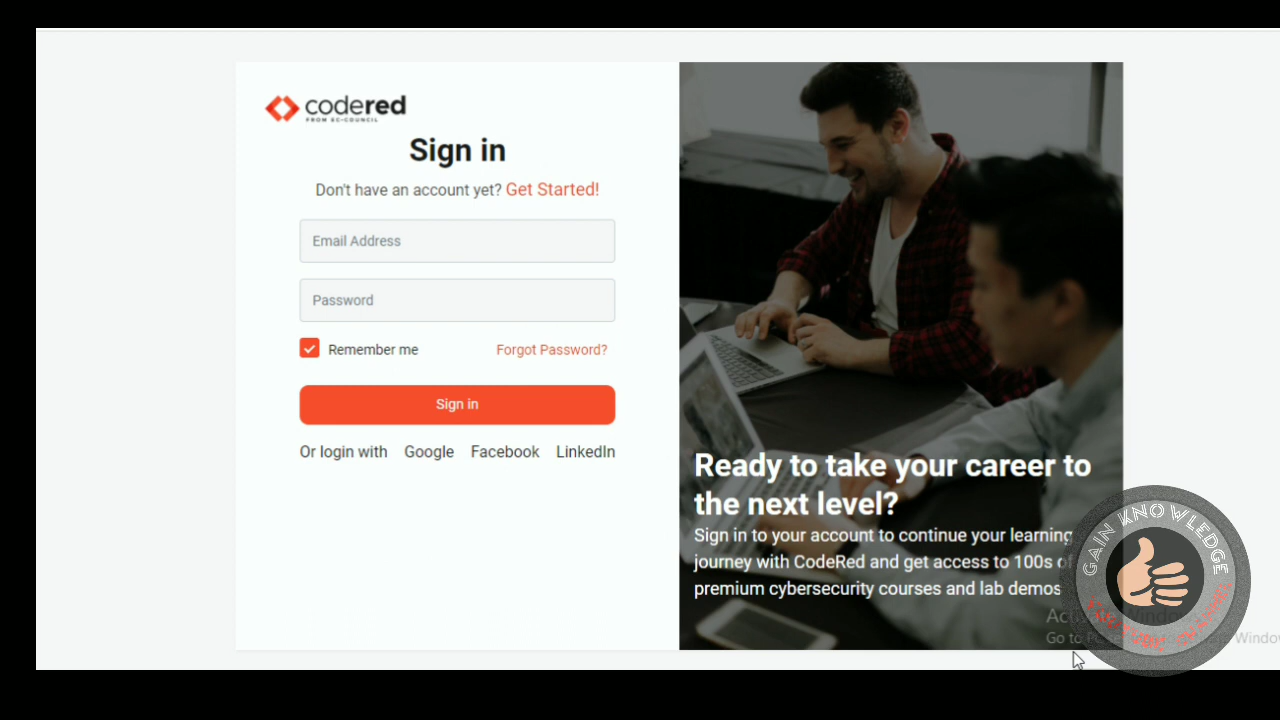 codered
FROM EC-COUNCIL
Sign in
Don't have an account yet? Get Started!
Email Address
Password
Remember me
Forgot Password?
Sign in
Or login with Google Facebook LinkedIn
Ready to take your career to
the next level?
Sign in to your account to continue your learning
journey with CodeRed and get access to 100s of
premium cybersecurity courses and lab demos
GAIN KNOWLEDGE
Go to